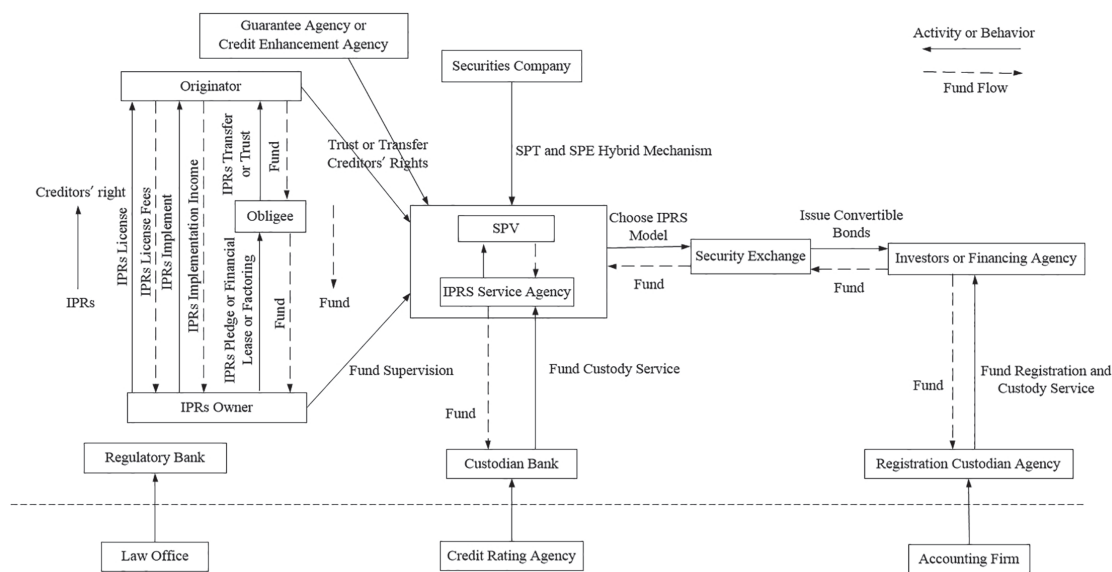 Guarantee Agency or
Credit Enhancement Agency
Activity or Behavior
Fund Flow
Securities Company
Originator
Trust or Transfer
Creditors' Rights
SPT and SPE Hybrid Mechanism
Creditors' right
IPRs
IPRs License
IPRs License Fees
IPRs Implement
IPRs Implementation Income
IPRs Transfer
or Trust
Fund
Obligee
IPRs Pledge or Financial
Lease or Factoring
Fund
Fund
SPV
IPRS Service Agency
Choose IPRS
Model
Fund
Security Exchange
Issue Convertible
Bonds
Fund
Investors or Financing Agency
IPRs Owner
Fund Supervision
Fund
Fund Custody Service
Fund
Fund Registration and
Custody Service
Regulatory Bank
Custodian Bank
Registration Custodian Agency
Law Office
Credit Rating Agency
Accounting Firm